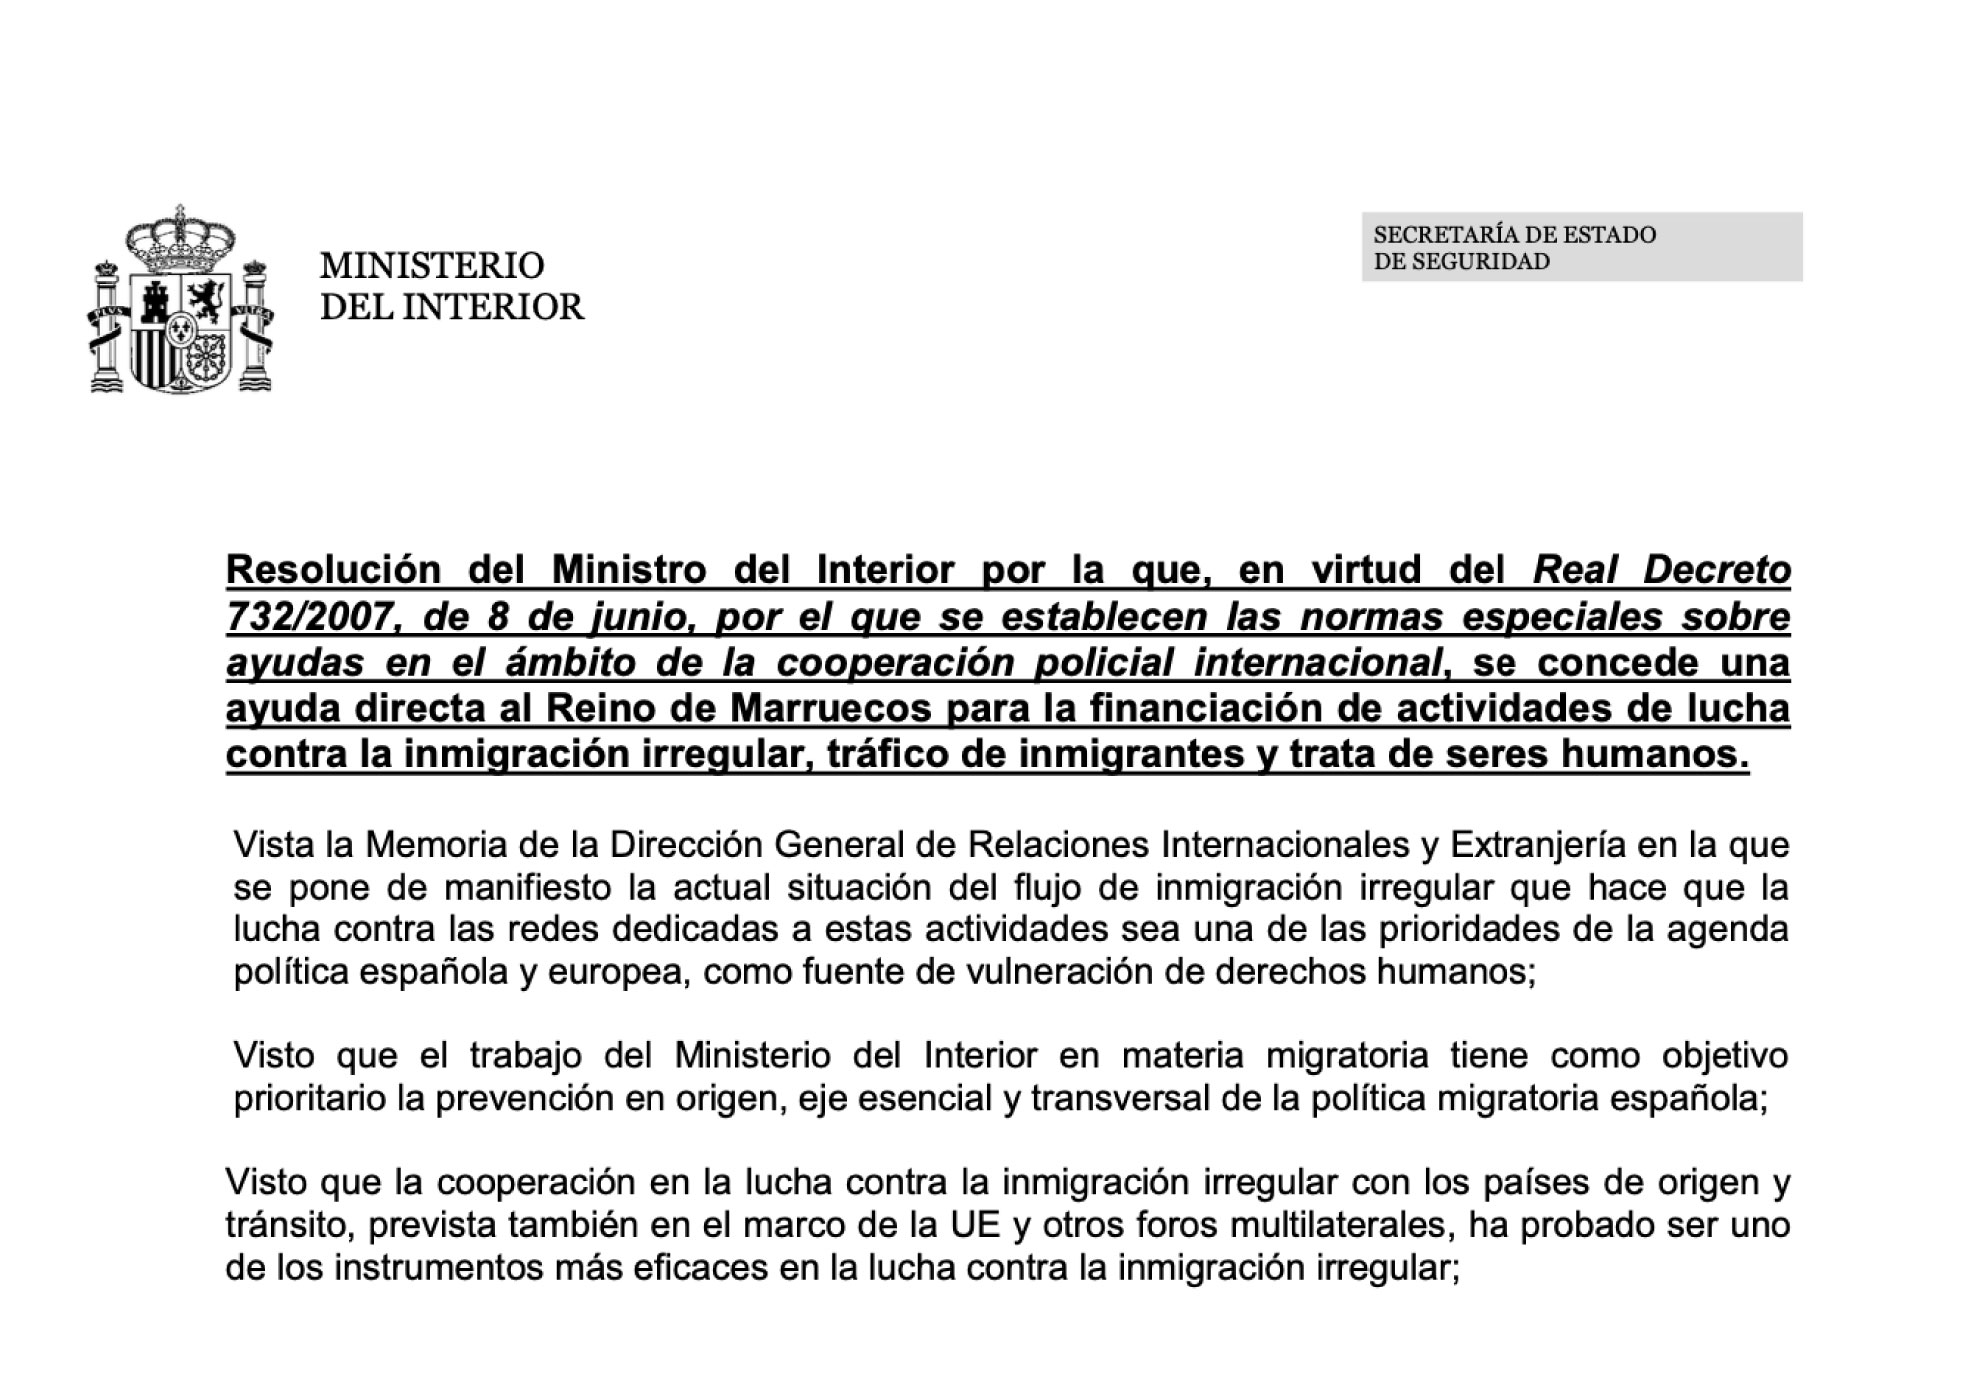 PLVS
VLTRA
MINISTERIO
DEL INTERIOR
SECRETARÍA DE ESTADO
DE SEGURIDAD
Resolución del Ministro del Interior por la que, en virtud del Real Decreto
732/2007, de 8 de junio, por el que se establecen las normas especiales sobre
ayudas en el ámbito de la cooperación policial internacional, se concede una
ayuda directa al Reino de Marruecos para la financiación de actividades de lucha
contra la inmigración irregular, tráfico de inmigrantes y trata de seres humanos.
Vista la Memoria de la Dirección General de Relaciones Internacionales y Extranjería en la que
se pone de manifiesto la actual situación del flujo de inmigración irregular que hace que la
lucha contra las redes dedicadas a estas actividades sea una de las prioridades de la agenda
política española y europea, como fuente de vulneración de derechos humanos;
Visto que el trabajo del Ministerio del Interior en materia migratoria tiene como objetivo
prioritario la prevención en origen, eje esencial y transversal de la política migratoria española;
Visto que la cooperación en la lucha contra la inmigración irregular con los países de origen y
tránsito, prevista también en el marco de la UE y otros foros multilaterales, ha probado ser uno
de los instrumentos más eficaces en la lucha contra la inmigración irregular;